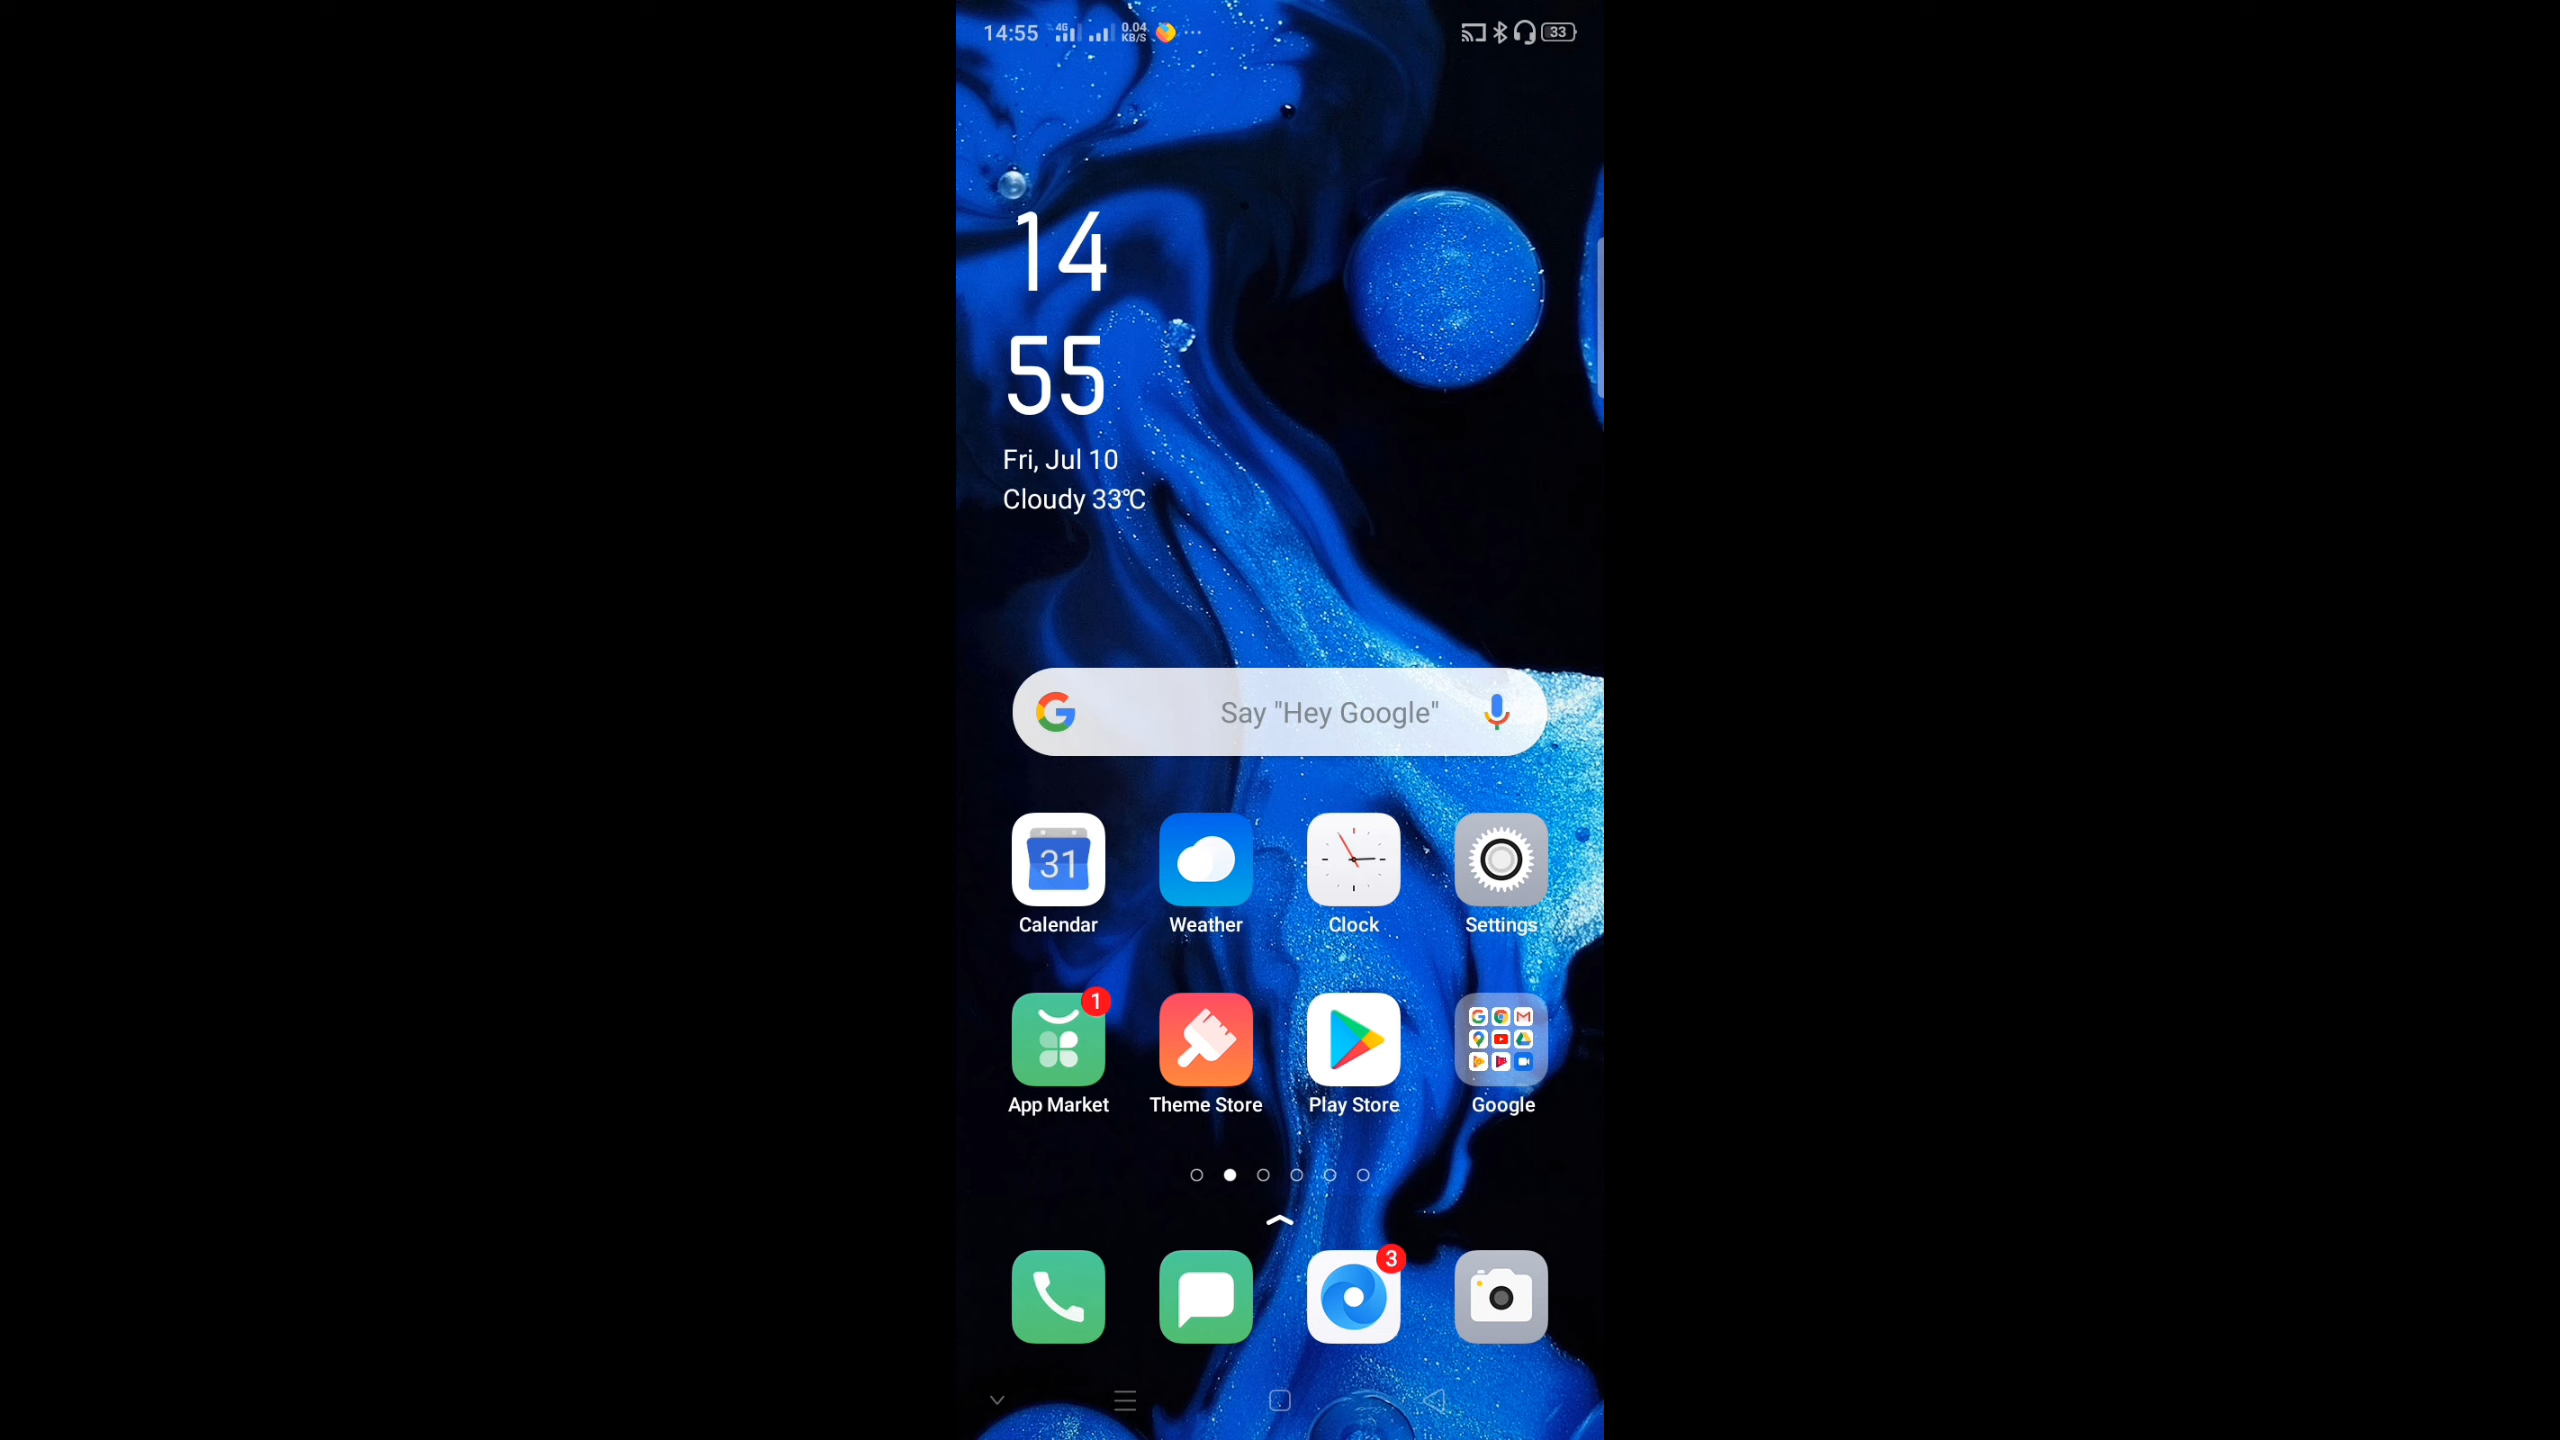 14:55 4G 0.04 KB/S 33
14
55
Fri, Jul 10
Cloudy 33°C
Say "Hey Google"
31
Calendar Weather Clock Settings
1
App Market Theme Store Play Store Google
3